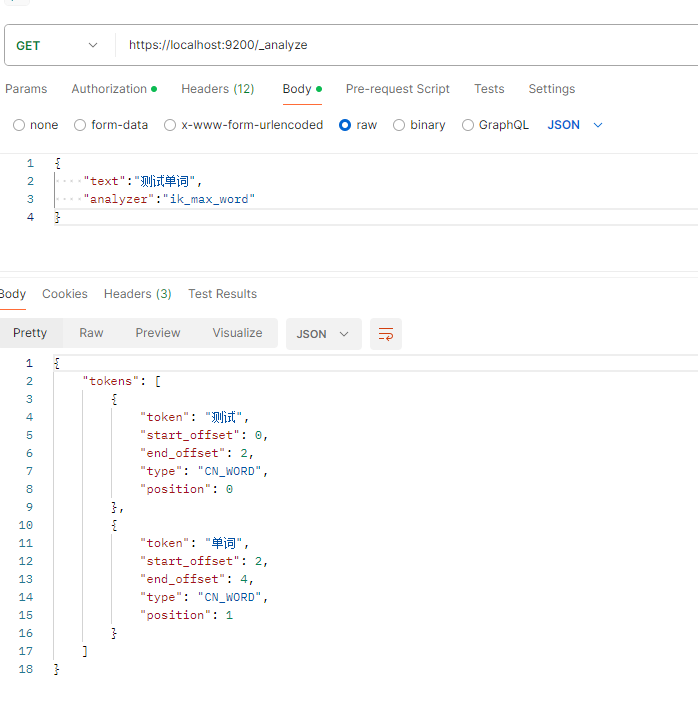 GET https://localhost:9200/_analyze
Params Authorization Headers (12) Body Pre-request Script Tests Settings
none form-data x-www-form-urlencoded raw binary GraphQL JSON
1 {
2 ····"text":"测试单词",
3 ····"analyzer":"ik_max_word"
4 }
Body Cookies Headers (3) Test Results
Pretty Raw Preview Visualize JSON
1 {
2 "tokens": [
3 {
4 "token": "测试",
5 "start_offset": 0,
6 "end_offset": 2,
7 "type": "CN_WORD",
8 "position": 0
9 },
10 {
11 "token": "单词",
12 "start_offset": 2,
13 "end_offset": 4,
14 "type": "CN_WORD",
15 "position": 1
16 }
17 ]
18 }